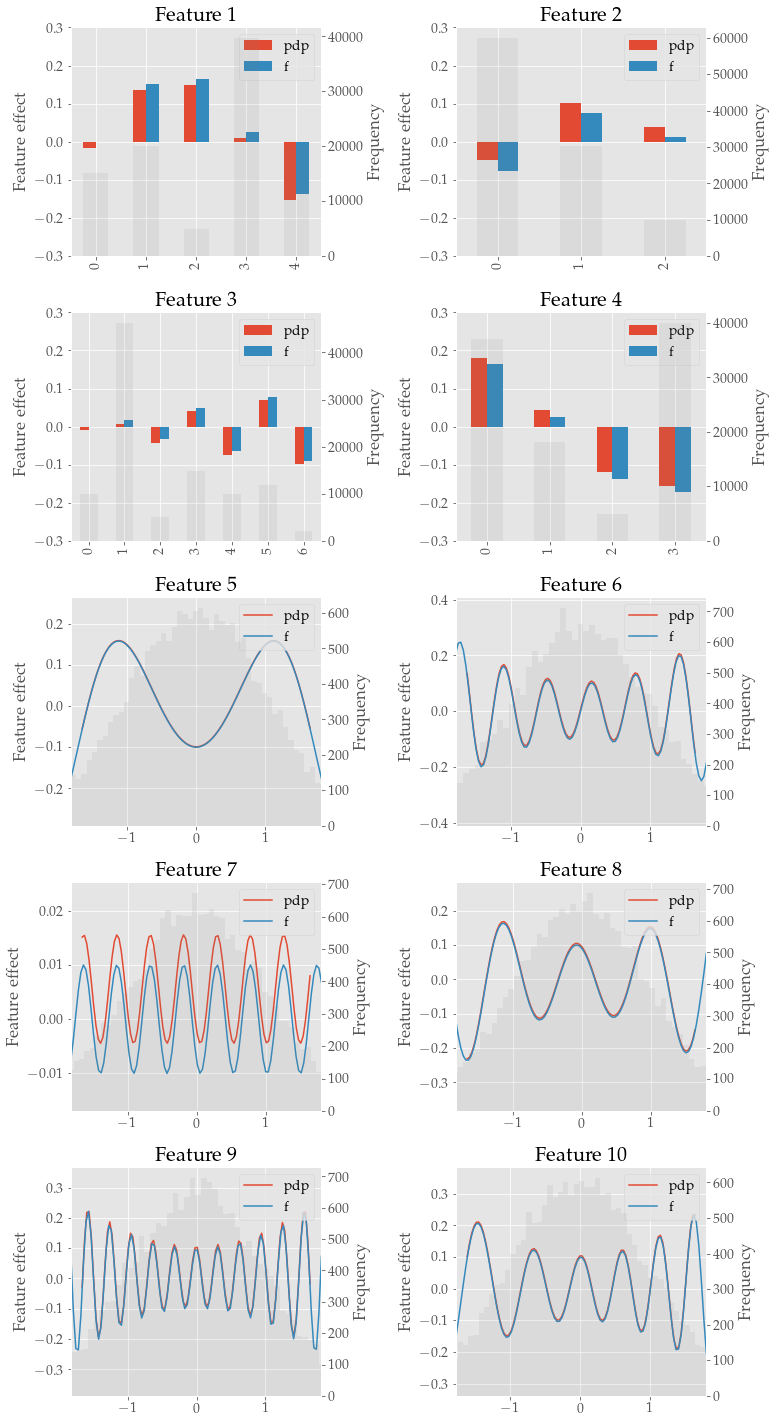 Feature 1
Feature effect
0.3
0.2
0.1
0.0
−0.1
−0.2
−0.3
pdp
f
40000
30000
20000
10000
0
Frequency
0 1 2 3 4
Feature 2
Feature effect
0.3
0.2
0.1
0.0
−0.1
−0.2
−0.3
pdp
f
60000
50000
40000
30000
20000
10000
0
Frequency
0 1 2
Feature 3
Feature effect
0.3
0.2
0.1
0.0
−0.1
−0.2
−0.3
pdp
f
40000
30000
20000
10000
0
Frequency
0 1 2 3 4 5 6
Feature 4
Feature effect
0.3
0.2
0.1
0.0
−0.1
−0.2
−0.3
pdp
f
40000
30000
20000
10000
0
Frequency
0 1 2 3
Feature 5
Feature effect
0.2
0.1
0.0
−0.1
−0.2
pdp
f
600
500
400
300
200
100
0
Frequency
−1 0 1
Feature 6
Feature effect
0.4
0.2
0.0
−0.2
−0.4
pdp
f
700
600
500
400
300
200
100
0
Frequency
−1 0 1
Feature 7
Feature effect
0.02
0.01
0.00
−0.01
pdp
f
700
600
500
400
300
200
100
0
Frequency
−1 0 1
Feature 8
Feature effect
0.2
0.1
0.0
−0.1
−0.2
−0.3
pdp
f
700
600
500
400
300
200
100
0
Frequency
−1 0 1
Feature 9
Feature effect
0.3
0.2
0.1
0.0
−0.1
−0.2
−0.3
pdp
f
700
600
500
400
300
200
100
0
Frequency
−1 0 1
Feature 10
Feature effect
0.3
0.2
0.1
0.0
−0.1
−0.2
−0.3
pdp
f
600
500
400
300
200
100
0
Frequency
−1 0 1